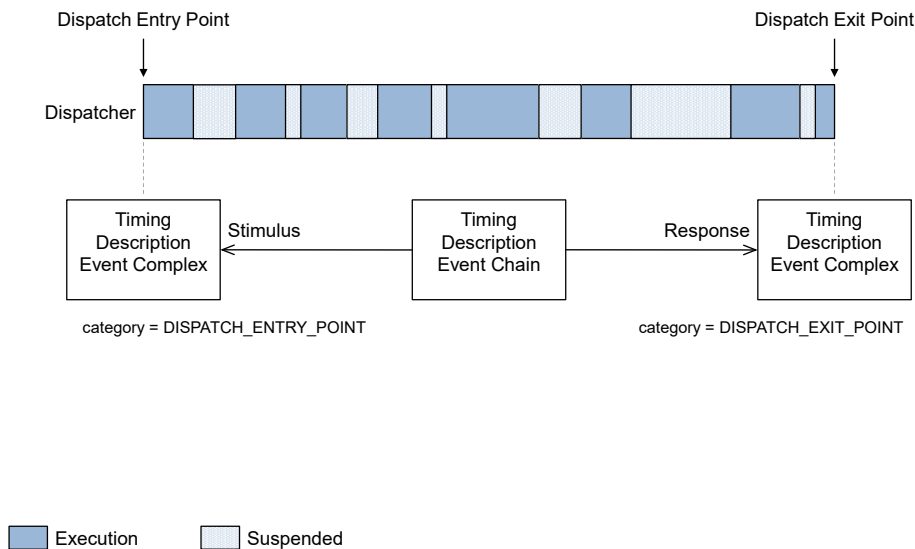 Dispatch Entry Point
Dispatch Exit Point
Dispatcher
Timing
Description
Event Complex
Stimulus
Timing
Description
Event Chain
Response
Timing
Description
Event Complex
category = DISPATCH_ENTRY_POINT
category = DISPATCH_EXIT_POINT
Execution
Suspended